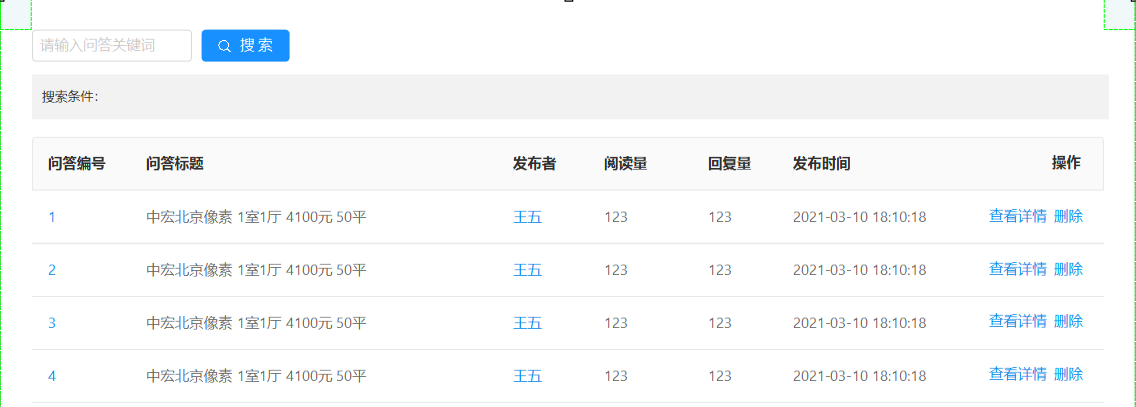 请输入问答关键词 搜 索
搜索条件：
问答编号 问答标题 发布者 阅读量 回复量 发布时间 操作
1 中宏北京像素 1室1厅 4100元 50平 王五 123 123 2021-03-10 18:10:18 查看详情 删除
2 中宏北京像素 1室1厅 4100元 50平 王五 123 123 2021-03-10 18:10:18 查看详情 删除
3 中宏北京像素 1室1厅 4100元 50平 王五 123 123 2021-03-10 18:10:18 查看详情 删除
4 中宏北京像素 1室1厅 4100元 50平 王五 123 123 2021-03-10 18:10:18 查看详情 删除